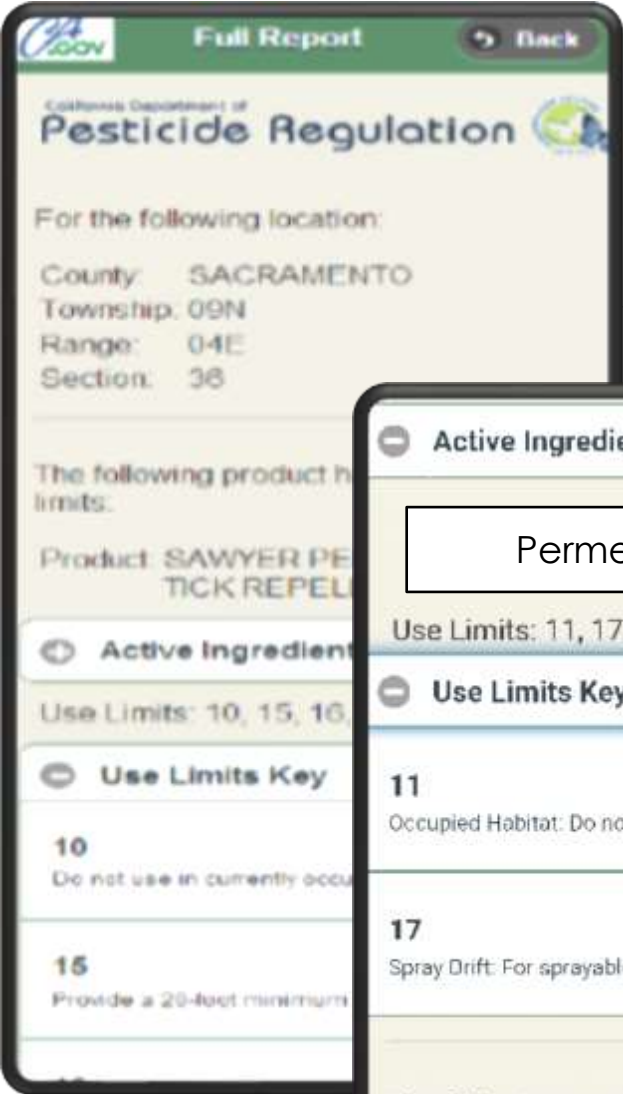 CA.GOV
Full Report
Back
California Department of
Pesticide Regulation
For the following location:
County: SACRAMENTO
Township: 09N
Range: 04E
Section: 36
The following product h
limits:
Product: SAWYER PE
TICK REPELL
Active Ingredient
Use Limits: 10, 15, 16,
Use Limits Key
10
Do not use in currently occu
15
Provide a 20-foot minimum
Active Ingredie
Perme
Use Limits: 11, 17
Use Limits Key
11
Occupied Habitat: Do no
17
Spray Drift: For sprayabl